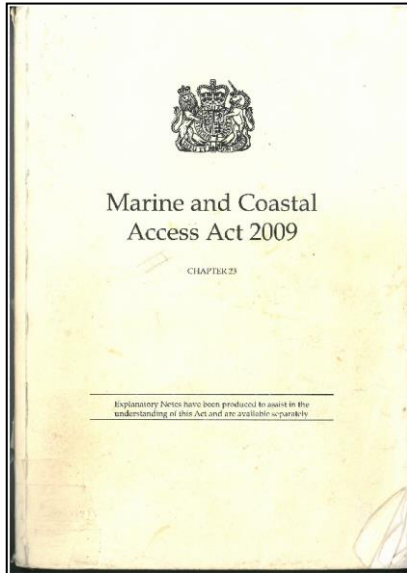 Marine and Coastal
Access Act 2009
CHAPTER 23
Explanatory Notes have been produced to assist in the
understanding of this Act and are available separately